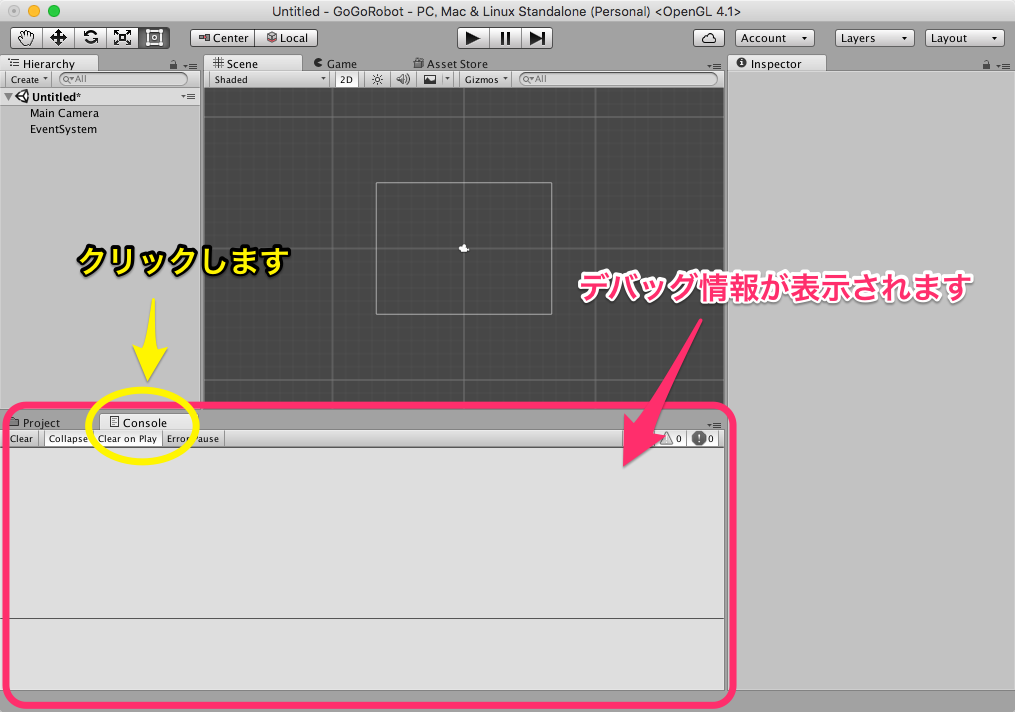 Untitled - GoGoRobot - PC, Mac & Linux Standalone (Personal) <OpenGL 4.1>
Center Local Account Layers Layout
Hierarchy
Create All
Untitled*
Main Camera
EventSystem
Scene Game Asset Store
Shaded 2D Gizmos All
Inspector
クリックします
デバッグ情報が表示されます
Project Console
Clear Collapse Clear on Play Error Pause 0 0